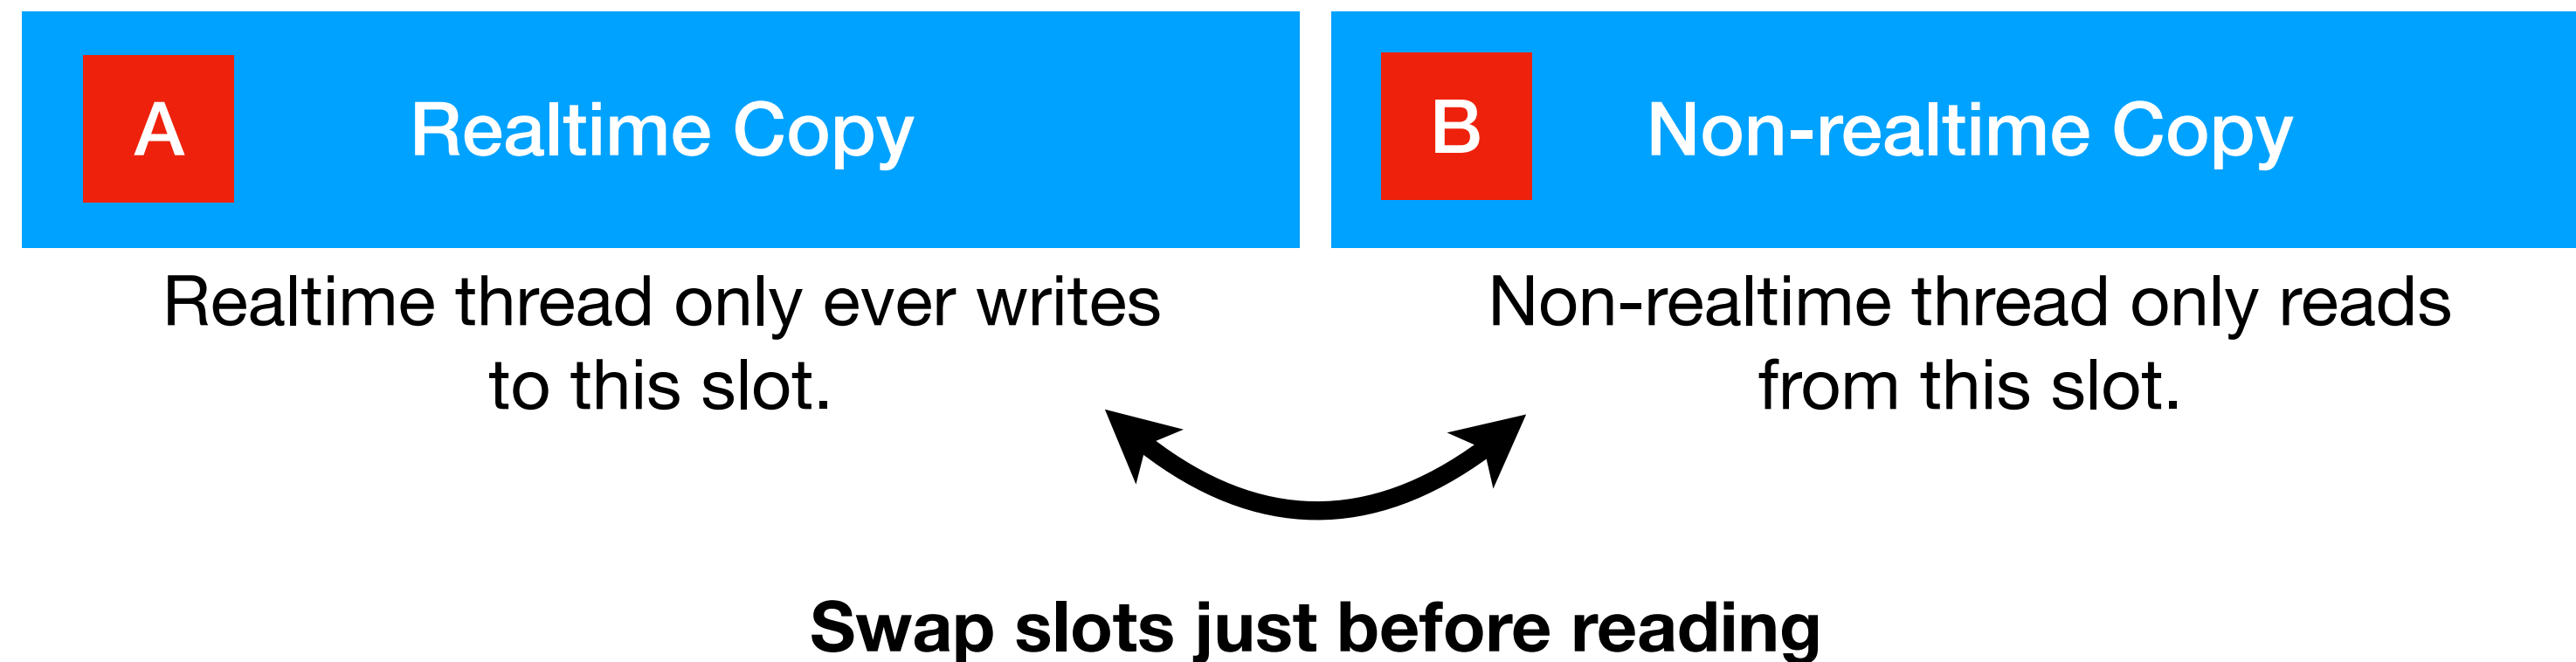 A Realtime Copy
B Non-realtime Copy
Realtime thread only ever writes
to this slot.
Non-realtime thread only reads
from this slot.
Swap slots just before reading